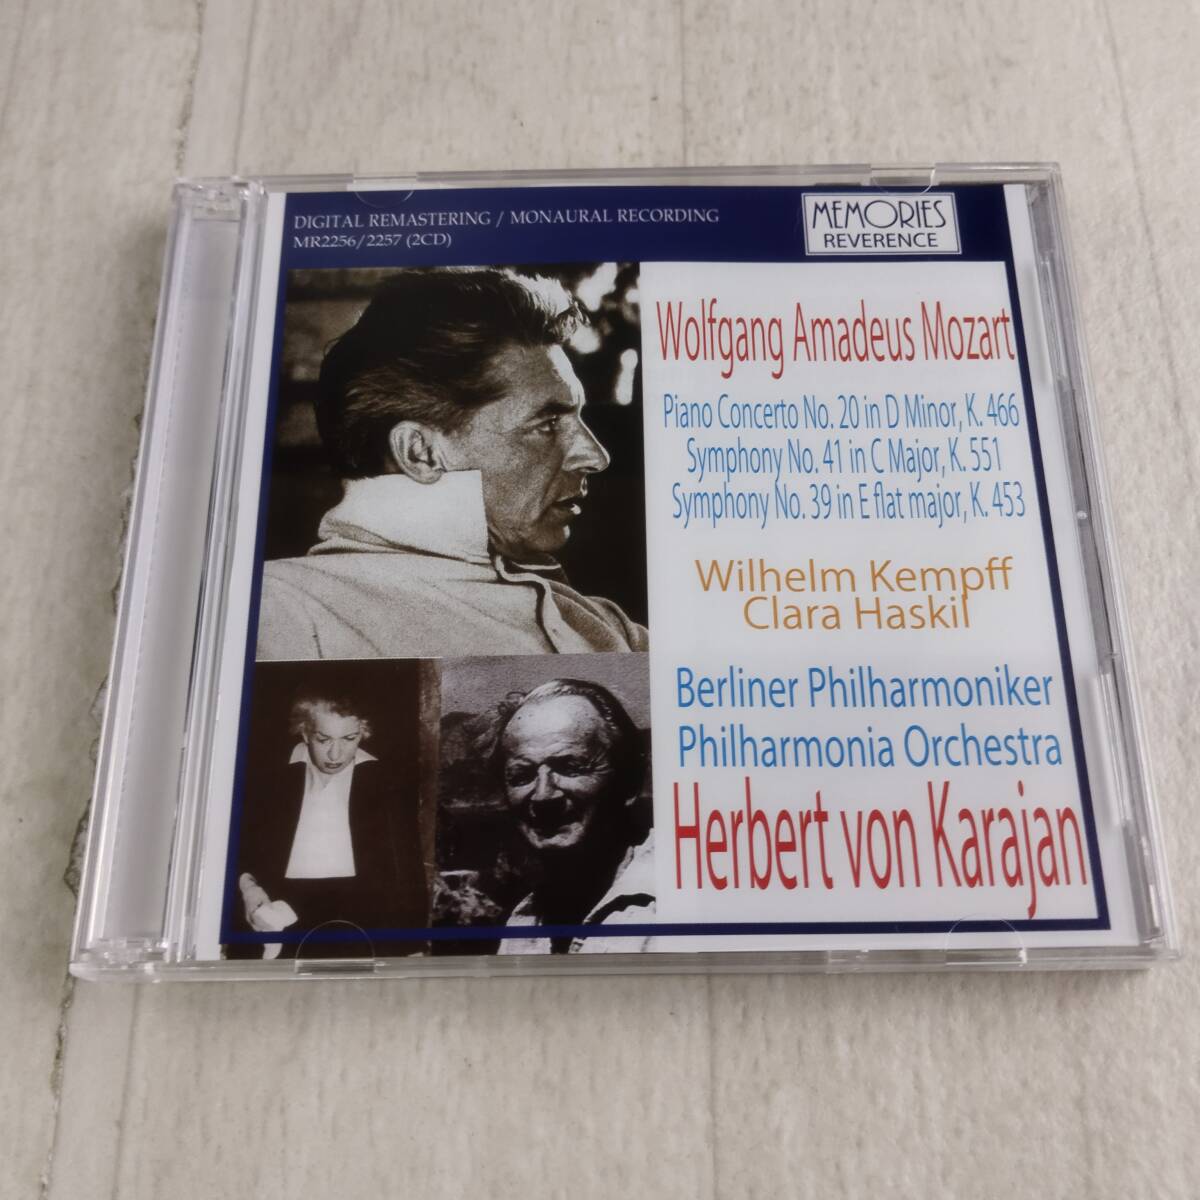 DIGITAL REMASTERING / MONAURAL RECORDING
MR2256/2257 (2CD)
MEMORIES
REVERENCE
Wolfgang Amadeus Mozart
Piano Concerto No. 20 in D Minor, K. 466
Symphony No. 41 in C Major, K. 551
Symphony No. 39 in E flat major, K. 453
Wilhelm Kempff
Clara Haskil
Berliner Philharmoniker
Philharmonia Orchestra
Herbert von Karajan